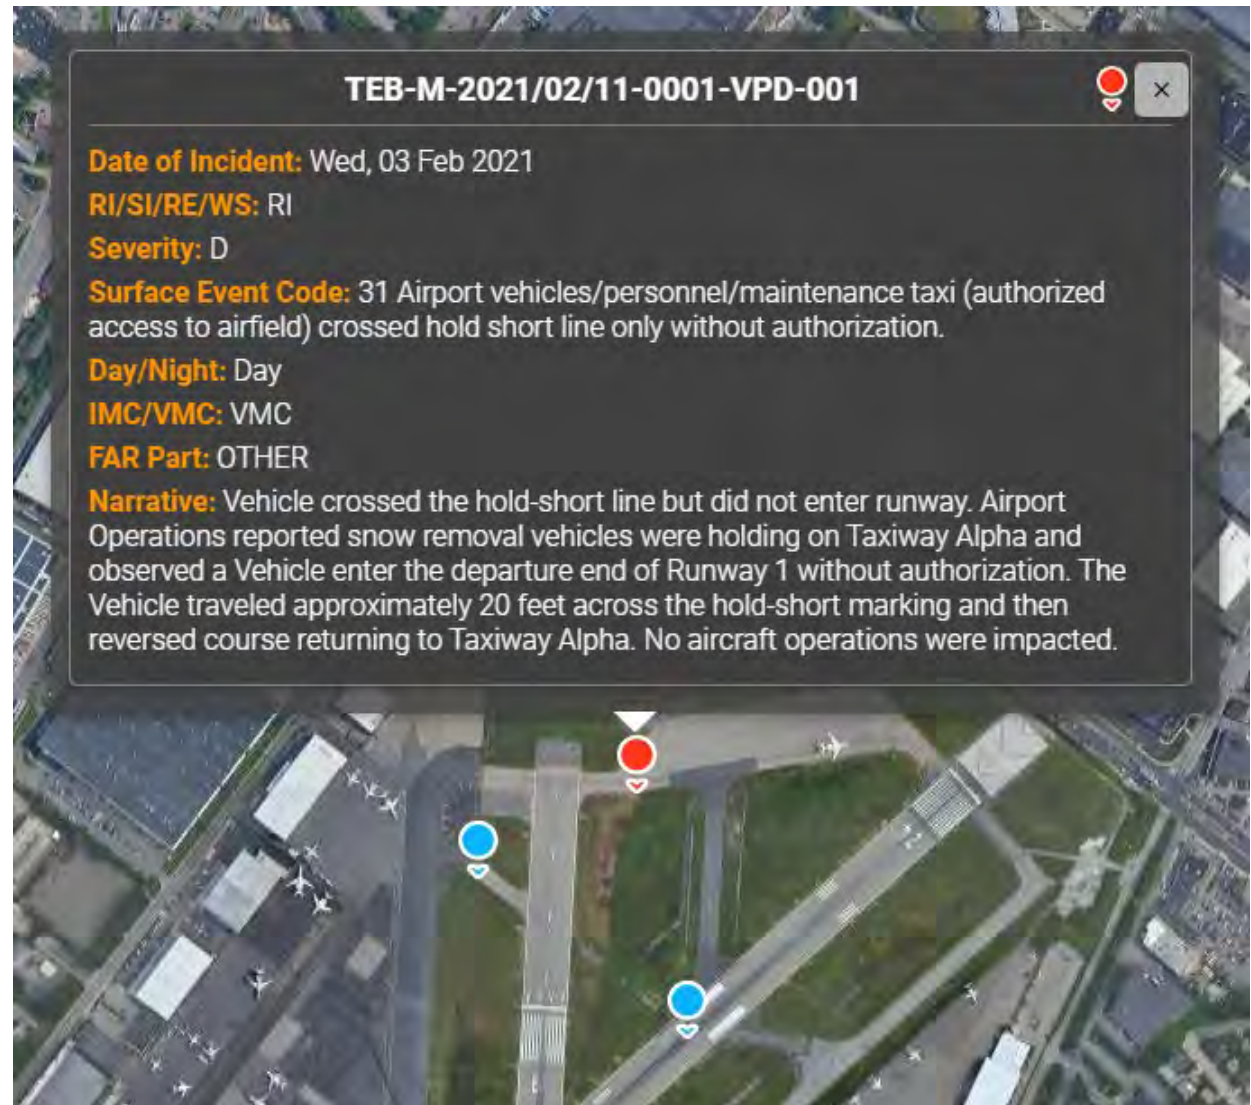 TEB-M-2021/02/11-0001-VPD-001
×
Date of Incident: Wed, 03 Feb 2021
RI/SI/RE/WS: RI
Severity: D
Surface Event Code: 31 Airport vehicles/personnel/maintenance taxi (authorized
access to airfield) crossed hold short line only without authorization.
Day/Night: Day
IMC/VMC: VMC
FAR Part: OTHER
Narrative: Vehicle crossed the hold-short line but did not enter runway. Airport
Operations reported snow removal vehicles were holding on Taxiway Alpha and
observed a Vehicle enter the departure end of Runway 1 without authorization. The
Vehicle traveled approximately 20 feet across the hold-short marking and then
reversed course returning to Taxiway Alpha. No aircraft operations were impacted.